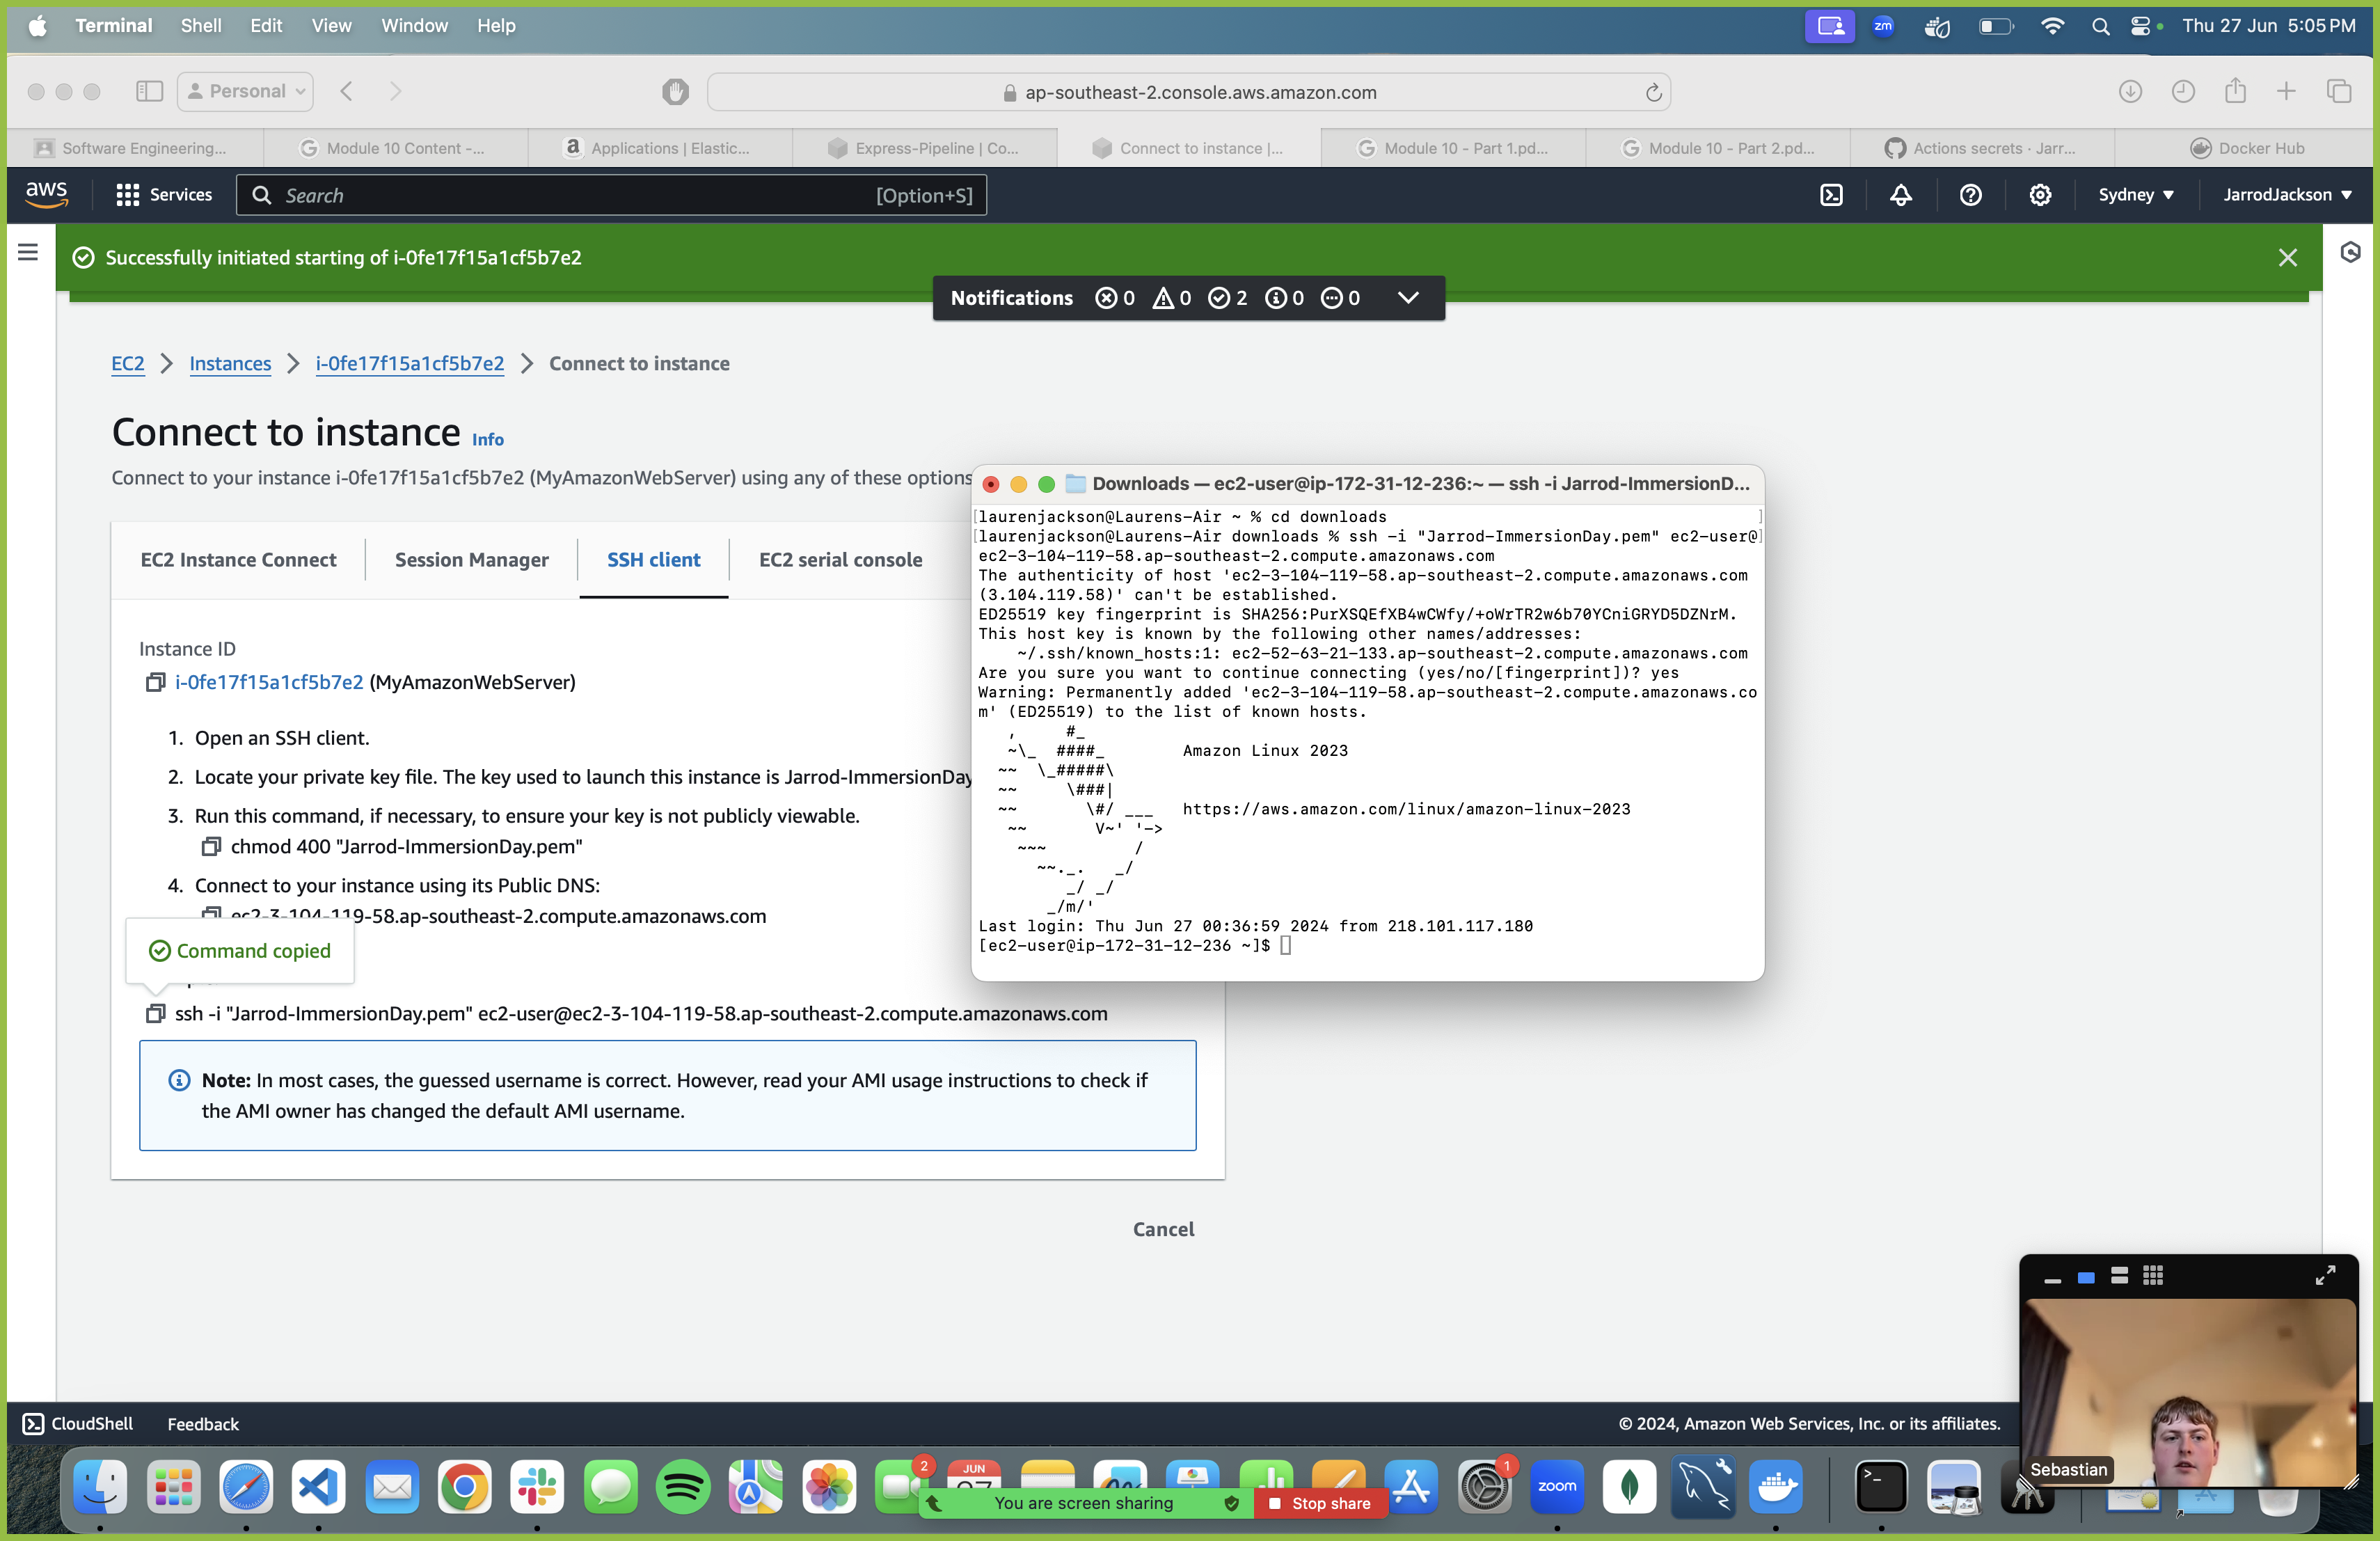 Terminal Shell Edit View Window Help
zm
Thu 27 Jun 5:05 PM
Personal
ap-southeast-2.console.aws.amazon.com
Software Engineering...
Module 10 Content -...
Applications | Elastic...
Express-Pipeline | Co...
Connect to instance |...
Module 10 - Part 1.pd...
Module 10 - Part 2.pd...
Actions secrets · Jarr...
Docker Hub
aws
Services
Search
[Option+S]
Sydney
JarrodJackson
Successfully initiated starting of i-0fe17f15a1cf5b7e2
Notifications 0 0 2 0 0
EC2 > Instances > i-0fe17f15a1cf5b7e2 > Connect to instance
Connect to instance Info
Connect to your instance i-0fe17f15a1cf5b7e2 (MyAmazonWebServer) using any of these options
EC2 Instance Connect
Session Manager
SSH client
EC2 serial console
Instance ID
i-0fe17f15a1cf5b7e2 (MyAmazonWebServer)
1. Open an SSH client.
2. Locate your private key file. The key used to launch this instance is Jarrod-ImmersionDay
3. Run this command, if necessary, to ensure your key is not publicly viewable.
chmod 400 "Jarrod-ImmersionDay.pem"
4. Connect to your instance using its Public DNS:
ec2-3-104-119-58.ap-southeast-2.compute.amazonaws.com
Command copied
ssh -i "Jarrod-ImmersionDay.pem" ec2-user@ec2-3-104-119-58.ap-southeast-2.compute.amazonaws.com
Note: In most cases, the guessed username is correct. However, read your AMI usage instructions to check if
the AMI owner has changed the default AMI username.
Cancel
Downloads — ec2-user@ip-172-31-12-236:~ — ssh -i Jarrod-ImmersionD...
[laurenjackson@Laurens-Air ~ % cd downloads ]
[laurenjackson@Laurens-Air downloads % ssh -i "Jarrod-ImmersionDay.pem" ec2-user@]
ec2-3-104-119-58.ap-southeast-2.compute.amazonaws.com
The authenticity of host 'ec2-3-104-119-58.ap-southeast-2.compute.amazonaws.com
(3.104.119.58)' can't be established.
ED25519 key fingerprint is SHA256:PurXSQEfXB4wCWfy/+oWrTR2w6b70YCniGRYD5DZNrM.
This host key is known by the following other names/addresses:
    ~/.ssh/known_hosts:1: ec2-52-63-21-133.ap-southeast-2.compute.amazonaws.com
Are you sure you want to continue connecting (yes/no/[fingerprint])? yes
Warning: Permanently added 'ec2-3-104-119-58.ap-southeast-2.compute.amazonaws.co
m' (ED25519) to the list of known hosts.
   ,     #_
   ~\_  ####_        Amazon Linux 2023
  ~~  \_#####\
  ~~     \###|
  ~~       \#/ ___   https://aws.amazon.com/linux/amazon-linux-2023
   ~~       V~' '->
    ~~~         /
      ~~._.   _/
         _/ _/
       _/m/'
Last login: Thu Jun 27 00:36:59 2024 from 218.101.117.180
[ec2-user@ip-172-31-12-236 ~]$
Sebastian
CloudShell
Feedback
© 2024, Amazon Web Services, Inc. or its affiliates.
2
JUN
1
zoom
You are screen sharing
Stop share